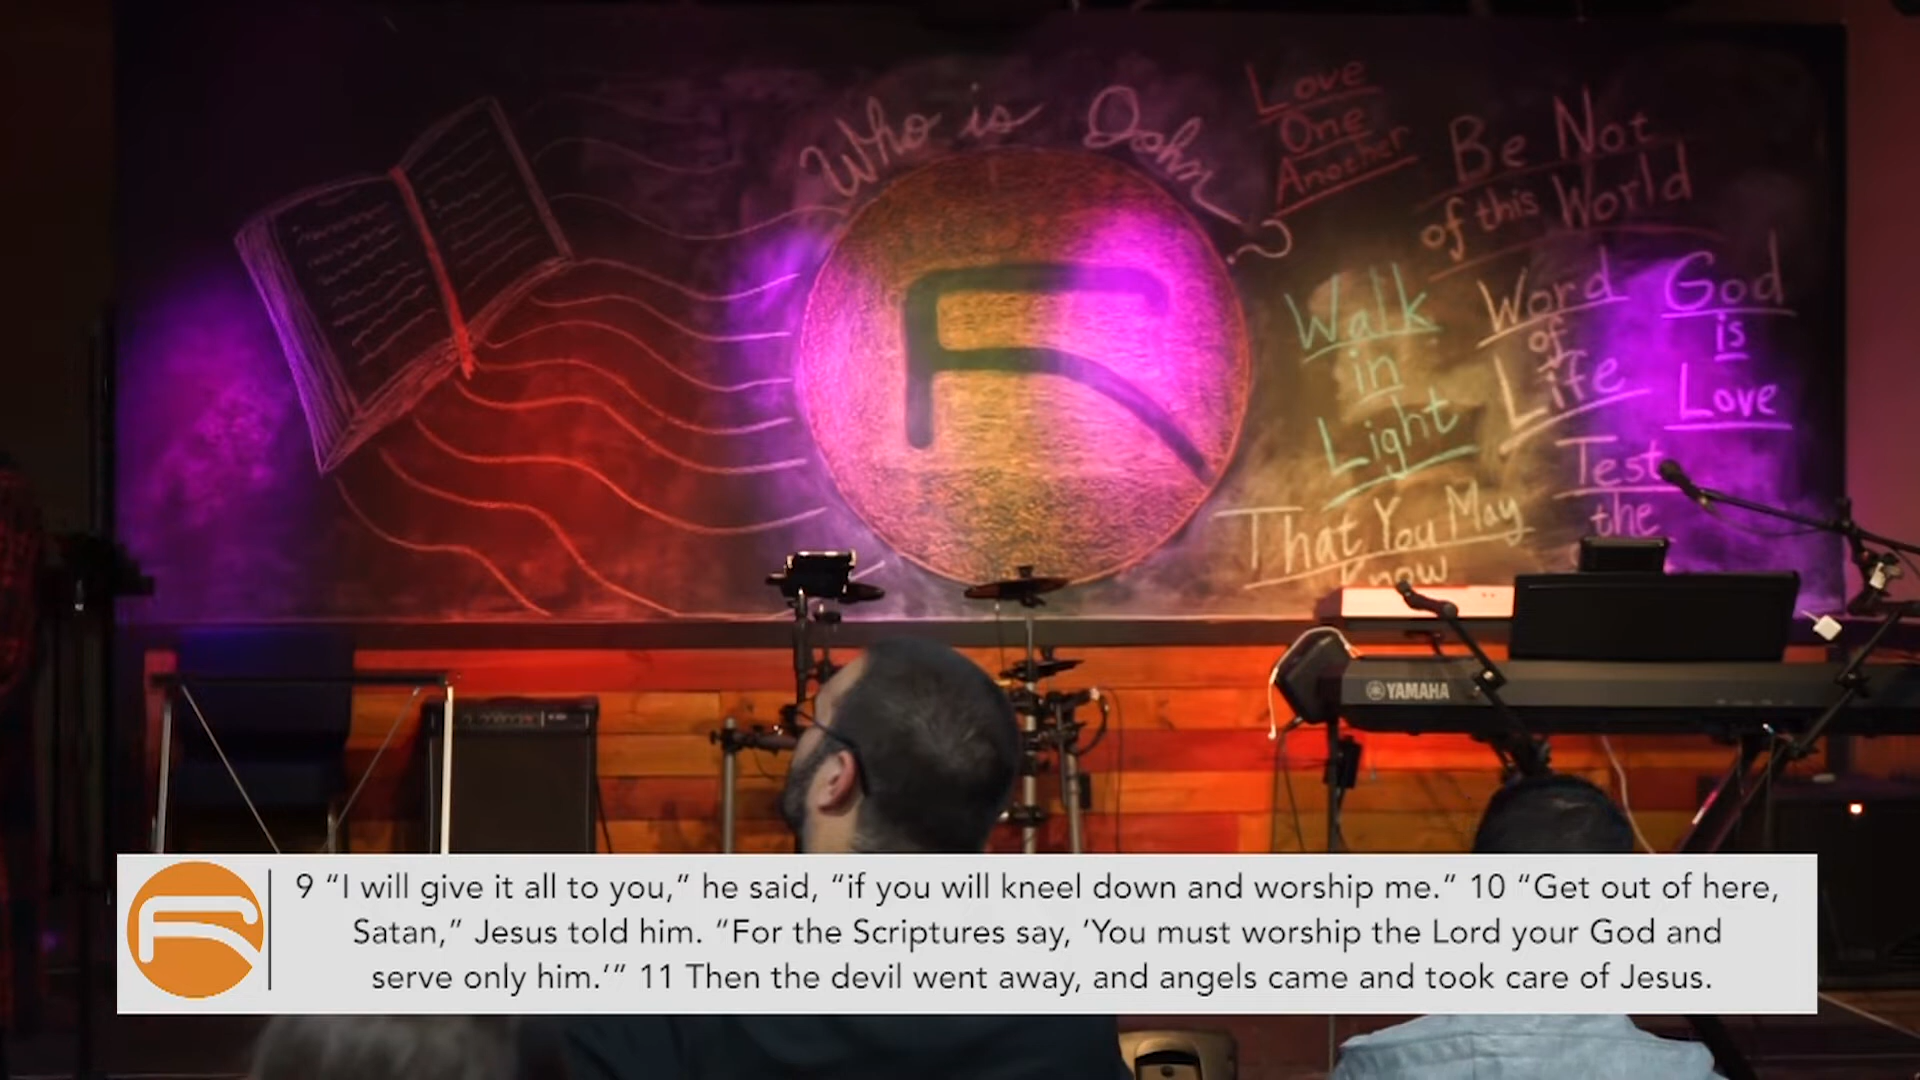 Who is John ?
Love
One
Another
Be Not
of this World
Walk
in
Light
Word
of
Life
God
is
Love
Test
the
That You May
Know
YAMAHA
9 “I will give it all to you,” he said, “if you will kneel down and worship me.” 10 “Get out of here,
Satan,” Jesus told him. “For the Scriptures say, ‘You must worship the Lord your God and
serve only him.’” 11 Then the devil went away, and angels came and took care of Jesus.